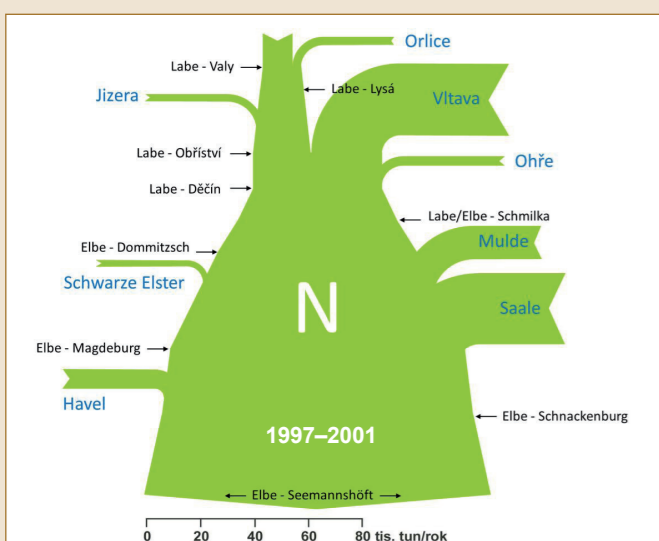 Orlice
Labe - Valy
Labe - Lysá
Jizera
Vltava
Labe - Obříství
Ohře
Labe - Děčín
Labe/Elbe - Schmilka
Elbe - Dommitzsch
Mulde
Schwarze Elster
N
Saale
Elbe - Magdeburg
Havel
Elbe - Schnackenburg
1997–2001
Elbe - Seemannshöft
0 20 40 60 80 tis. tun/rok